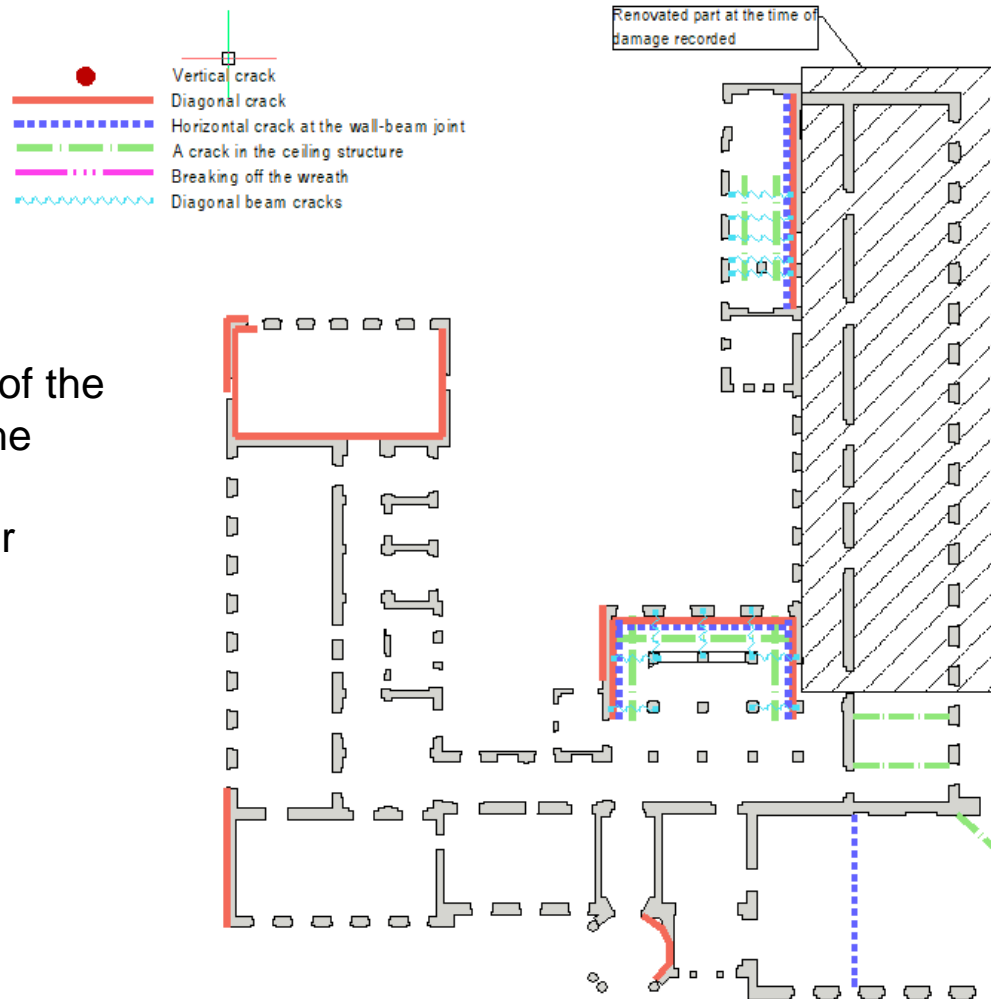 Renovated part at the time of
damage recorded
Vertical crack
Diagonal crack
Horizontal crack at the wall-beam joint
A crack in the ceiling structure
Breaking off the wreath
Diagonal beam cracks
of the